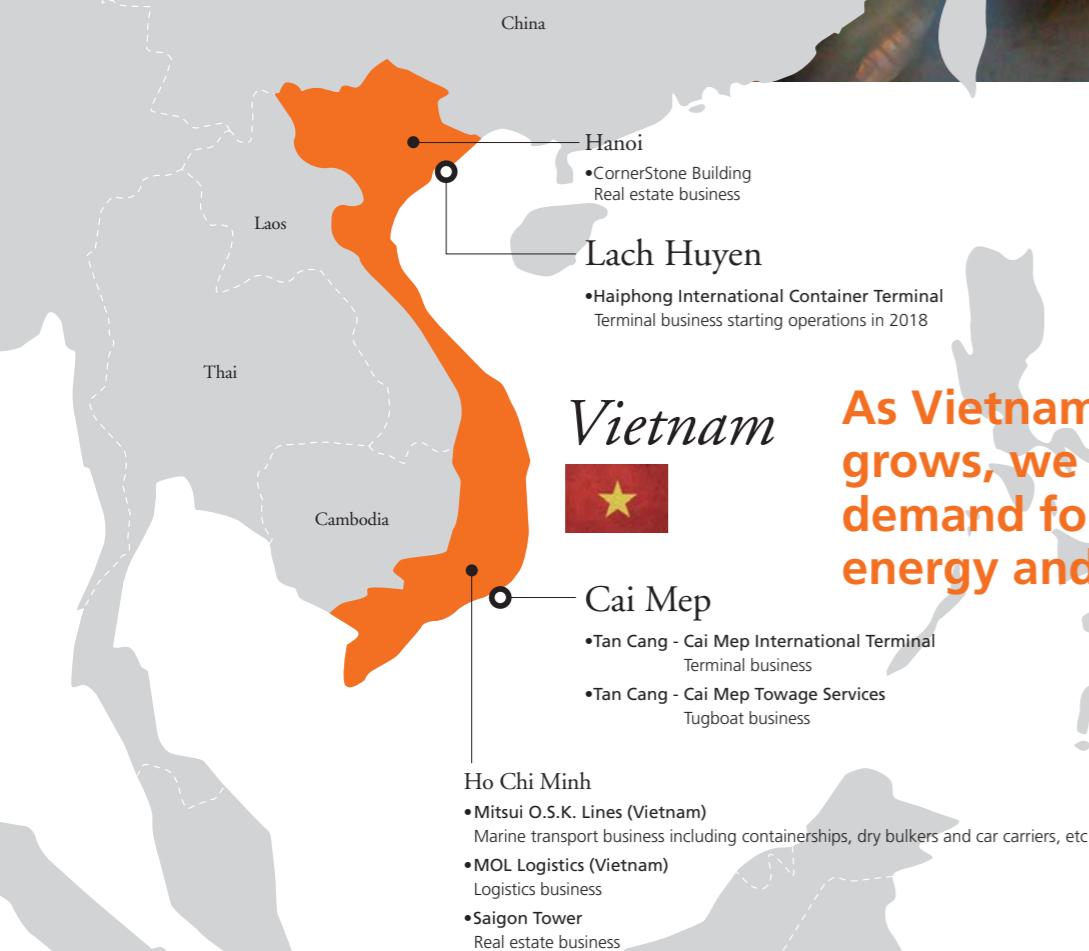 China
Hanoi
•CornerStone Building
Real estate business
Laos
Lach Huyen
•Haiphong International Container Terminal
Terminal business starting operations in 2018
Thai
Vietnam
As Vietnam
grows, we
demand fo
energy and
Cambodia
Cai Mep
•Tan Cang - Cai Mep International Terminal
Terminal business
•Tan Cang - Cai Mep Towage Services
Tugboat business
Ho Chi Minh
•Mitsui O.S.K. Lines (Vietnam)
Marine transport business including containerships, dry bulkers and car carriers, etc
•MOL Logistics (Vietnam)
Logistics business
•Saigon Tower
Real estate business